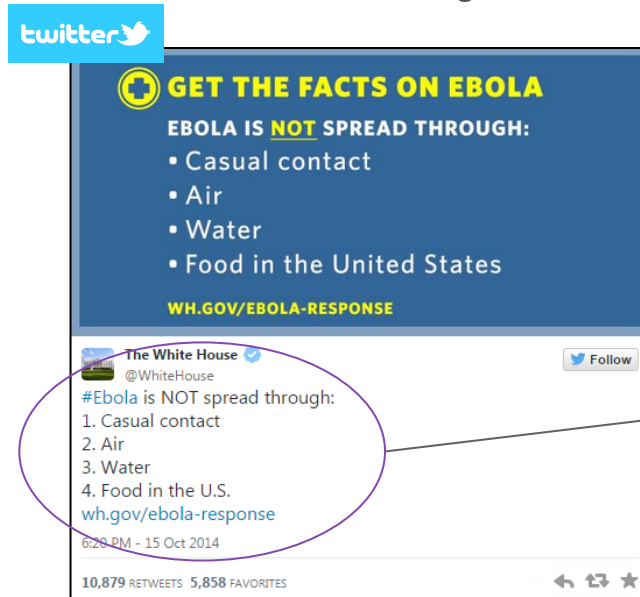 twitter
GET THE FACTS ON EBOLA
EBOLA IS NOT SPREAD THROUGH:
▪ Casual contact
▪ Air
▪ Water
▪ Food in the United States
WH.GOV/EBOLA-RESPONSE
The White House
@WhiteHouse
Follow
#Ebola is NOT spread through:
1. Casual contact
2. Air
3. Water
4. Food in the U.S.
wh.gov/ebola-response
6:20 PM - 15 Oct 2014
10,879 RETWEETS 5,858 FAVORITES